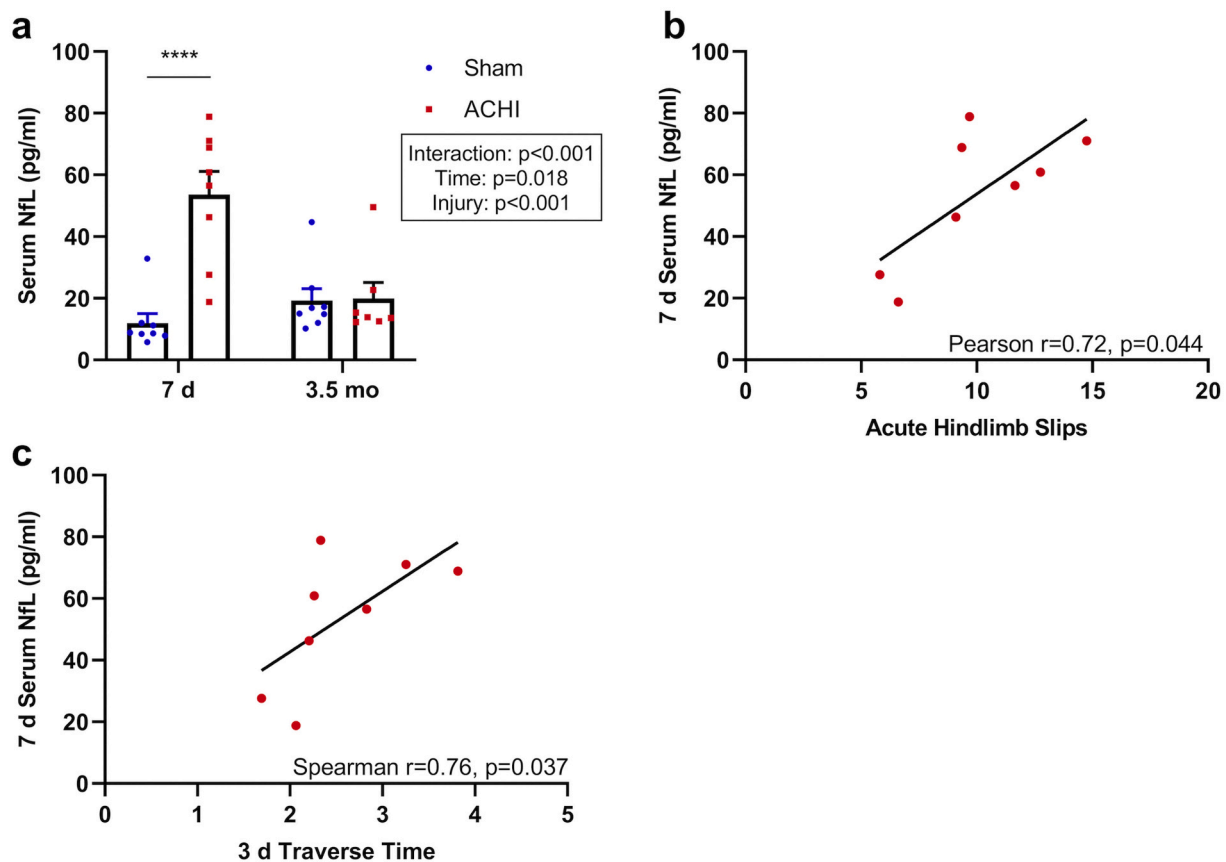 a
100
80
60
40
20
0
Serum NfL (pg/ml)
****
7 d
3.5 mo
Sham
ACHI
Interaction: p<0.001
Time: p=0.018
Injury: p<0.001
b
100
80
60
40
20
0
7 d Serum NfL (pg/ml)
Pearson r=0.72, p=0.044
0
5
10
15
20
Acute Hindlimb Slips
c
100
80
60
40
20
0
7 d Serum NfL (pg/ml)
Spearman r=0.76, p=0.037
0
1
2
3
4
5
3 d Traverse Time